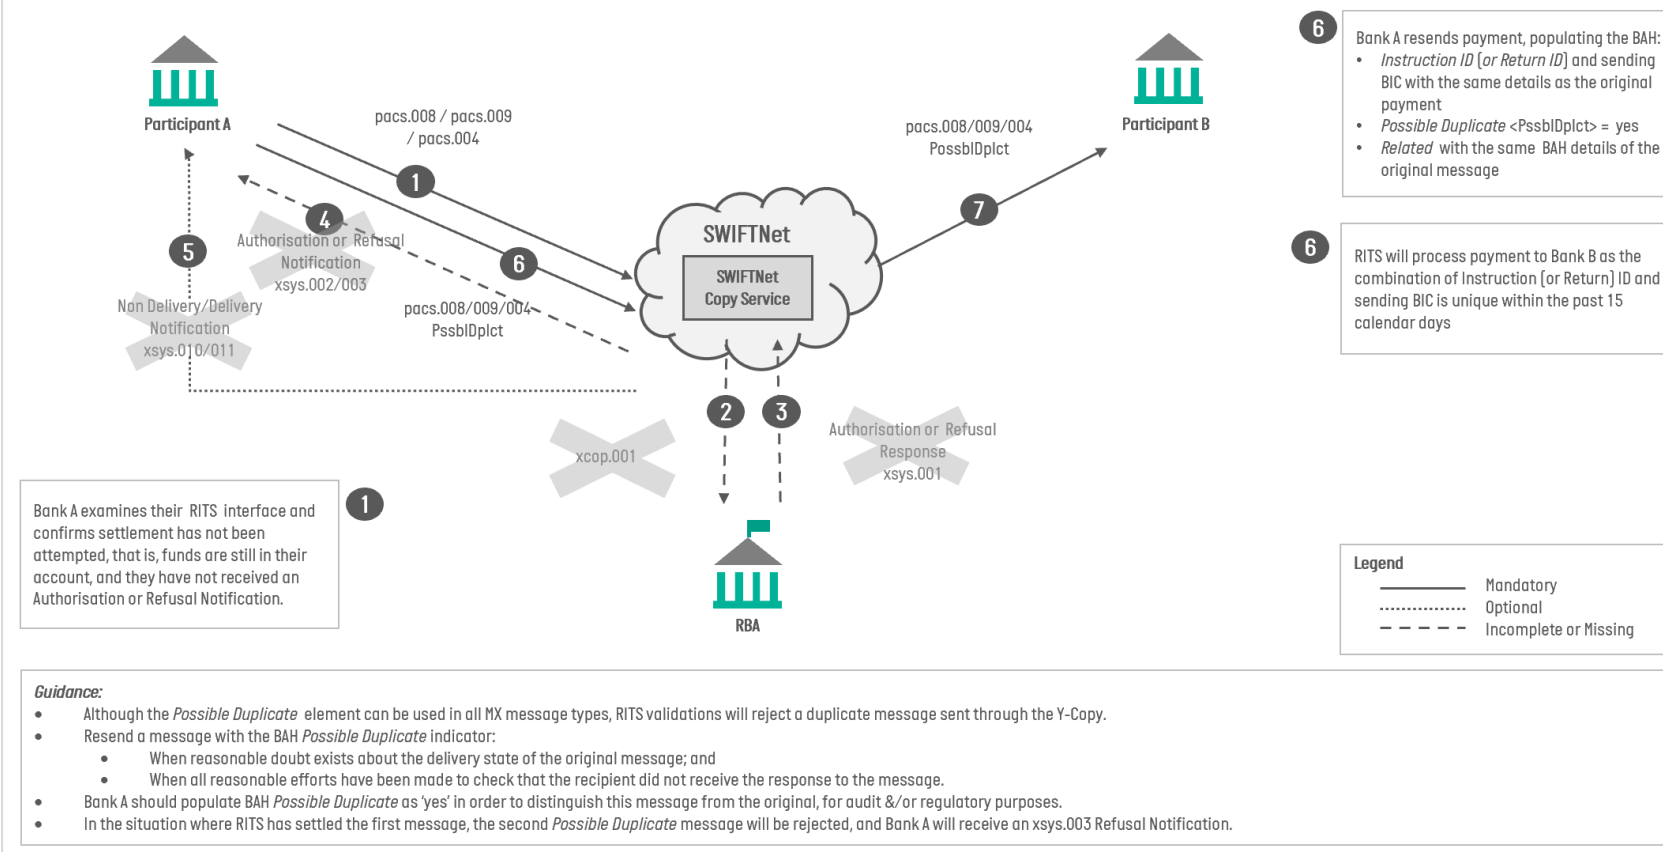 Participant A
pacs.008 / pacs.009
/ pacs.004
1
4
Authorisation or Refusal
Notification
xsys.002/003
5
6
Non Delivery/Delivery
Notification
xsys.010/011
pacs.008/009/004
PssblDplct
SWIFTNet
SWIFTNet
Copy Service
pacs.008/009/004
PossblDplct
7
Participant B
2
3
xcop.001
Authorisation or Refusal
Response
xsys.001
RBA
6
Bank A resends payment, populating the BAH:
• Instruction ID (or Return ID) and sending
BIC with the same details as the original
payment
• Possible Duplicate <PssblDplct> = yes
• Related with the same BAH details of the
original message
6
RITS will process payment to Bank B as the
combination of Instruction (or Return) ID and
sending BIC is unique within the past 15
calendar days
Bank A examines their RITS interface and
confirms settlement has not been
attempted, that is, funds are still in their
account, and they have not received an
Authorisation or Refusal Notification.
1
Legend
Mandatory
Optional
Incomplete or Missing
Guidance:
• Although the Possible Duplicate element can be used in all MX message types, RITS validations will reject a duplicate message sent through the Y-Copy.
• Resend a message with the BAH Possible Duplicate indicator:
• When reasonable doubt exists about the delivery state of the original message; and
• When all reasonable efforts have been made to check that the recipient did not receive the response to the message.
• Bank A should populate BAH Possible Duplicate as ‘yes’ in order to distinguish this message from the original, for audit &/or regulatory purposes.
• In the situation where RITS has settled the first message, the second Possible Duplicate message will be rejected, and Bank A will receive an xsys.003 Refusal Notification.